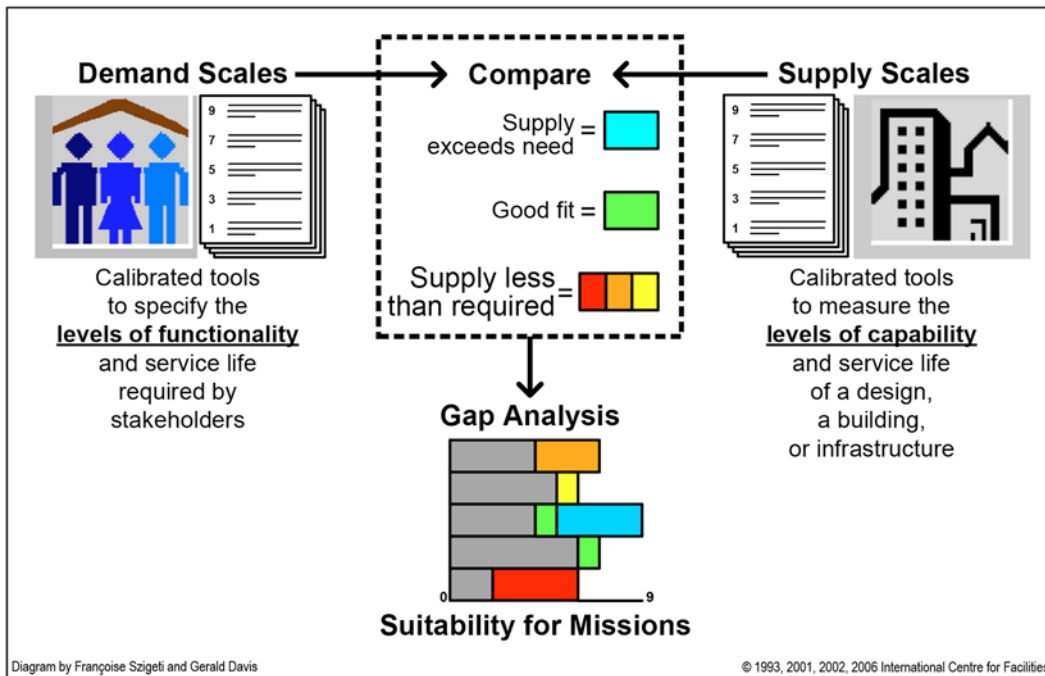 Demand Scales
9
7
5
3
1
Calibrated tools
to specify the
levels of functionality
and service life
required by
stakeholders
Compare
Supply
exceeds need =
Good fit =
Supply less
than required =
Supply Scales
9
7
5
3
1
Calibrated tools
to measure the
levels of capability
and service life
of a design,
a building,
or infrastructure
Gap Analysis
0 9
Suitability for Missions
Diagram by Françoise Szigeti and Gerald Davis
© 1993, 2001, 2002, 2006 International Centre for Facilities